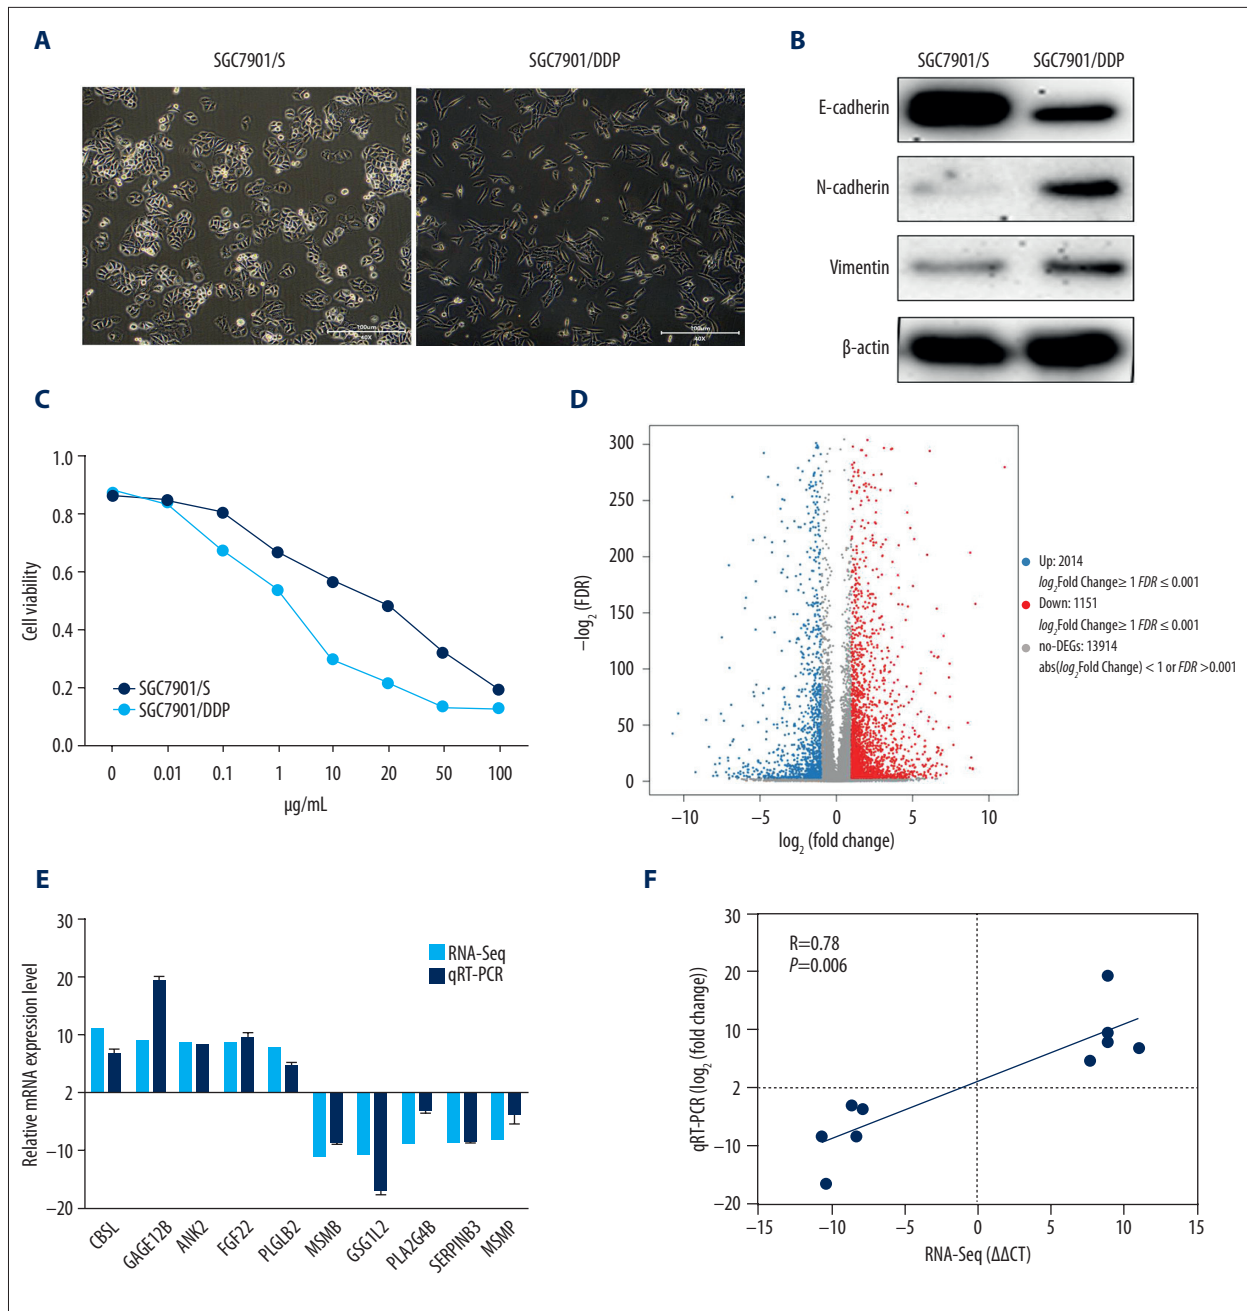 A
SGC7901/S
SGC7901/DDP
100um
40X
100um
40X
B
SGC7901/S
SGC7901/DDP
E-cadherin
N-cadherin
Vimentin
β-actin
C
Cell viability
1.0
0.8
0.6
0.4
0.2
0.0
SGC7901/S
SGC7901/DDP
0 0.01 0.1 1 10 20 50 100
µg/mL
D
−log₂ (FDR)
300
250
200
150
100
50
0
−10 −5 0 5 10
log₂ (fold change)
Up: 2014
log₂Fold Change≥ 1 FDR ≤ 0.001
Down: 1151
log₂Fold Change≥ 1 FDR ≤ 0.001
no-DEGs: 13914
abs(log₂Fold Change) < 1 or FDR >0.001
E
Relative mRNA expression level
30
20
10
2
−10
−20
RNA-Seq
qRT-PCR
CBSL GAGE12B ANK2 FGF22 PLGLB2 MSMB GSG1L2 PLA2G4B SERPINB3 MSMP
F
qRT-PCR (log₂ (fold change))
30
20
10
2
−10
−20
R=0.78
P=0.006
−15 −10 −5 0 5 10 15
RNA-Seq (ΔΔCT)